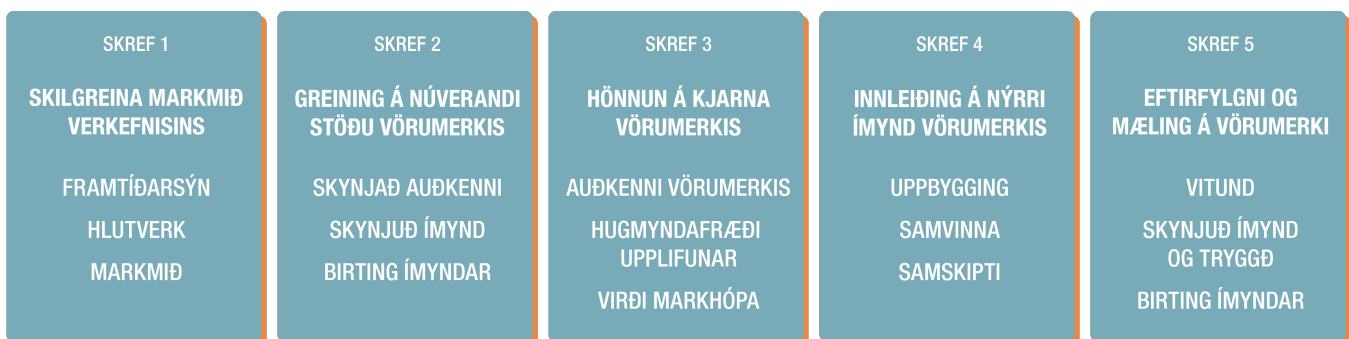 SKREF 1
SKILGREINA MARKMIÐ
VERKEFNISINS
FRAMTÍÐARSÝN
HLUTVERK
MARKMIÐ
SKREF 2
GREINING Á NÚVERANDI
STÖÐU VÖRUMERKIS
SKYNJAÐ AUÐKENNI
SKYNJUÐ ÍMYND
BIRTING ÍMYNDAR
SKREF 3
HÖNNUN Á KJARNA
VÖRUMERKIS
AUÐKENNI VÖRUMERKIS
HUGMYNDAFRÆÐI
UPPLIFUNAR
VIRÐI MARKHÓPA
SKREF 4
INNLEIÐING Á NÝRRI
ÍMYND VÖRUMERKIS
UPPBYGGING
SAMVINNA
SAMSKIPTI
SKREF 5
EFTIRFYLGNI OG
MÆLING Á VÖRUMERKI
VITUND
SKYNJUÐ ÍMYND
OG TRYGGÐ
BIRTING ÍMYNDAR